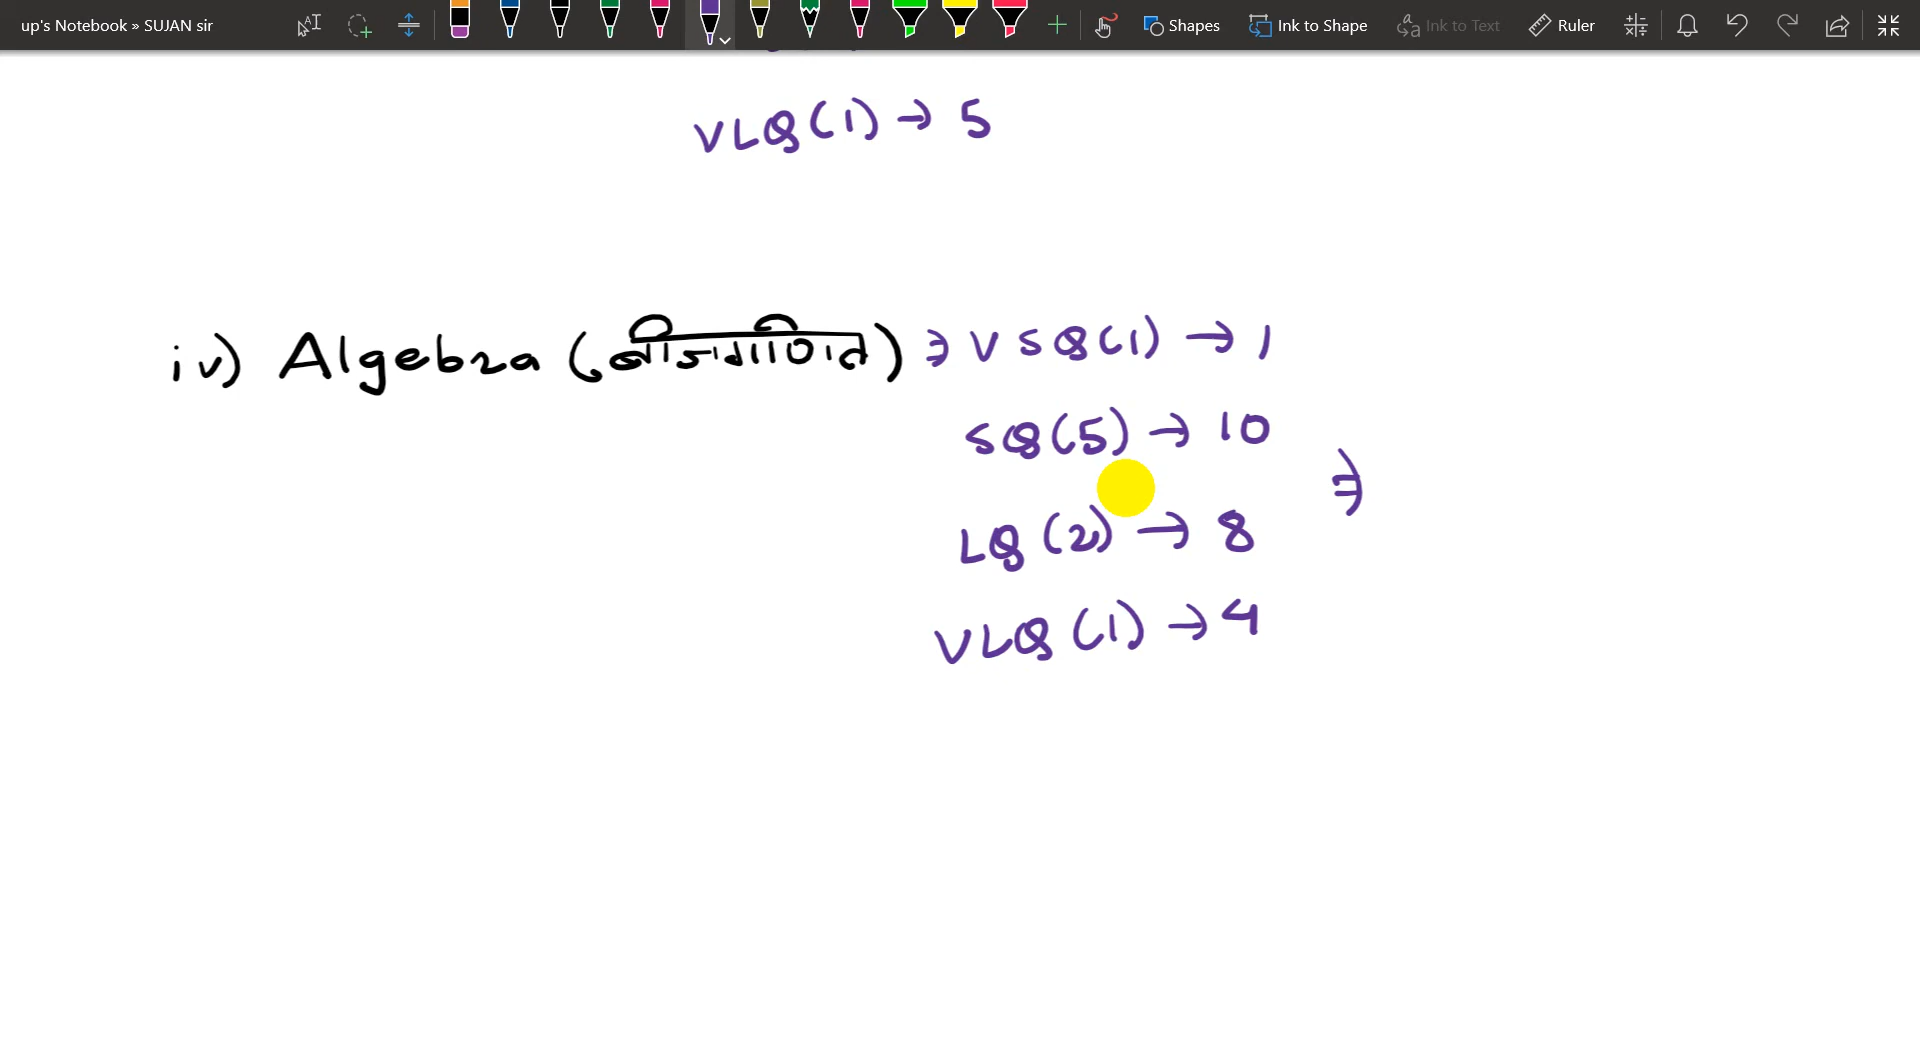 up's Notebook » SUJAN sir
Shapes
Ink to Shape
Ink to Text
Ruler
VLQ(1) → 5
iv) Algebra (বীজগণিত) ⇒ VSQ(1) → 1
SQ(5) → 10
⇒
LQ(2) → 8
VLQ(1) → 4